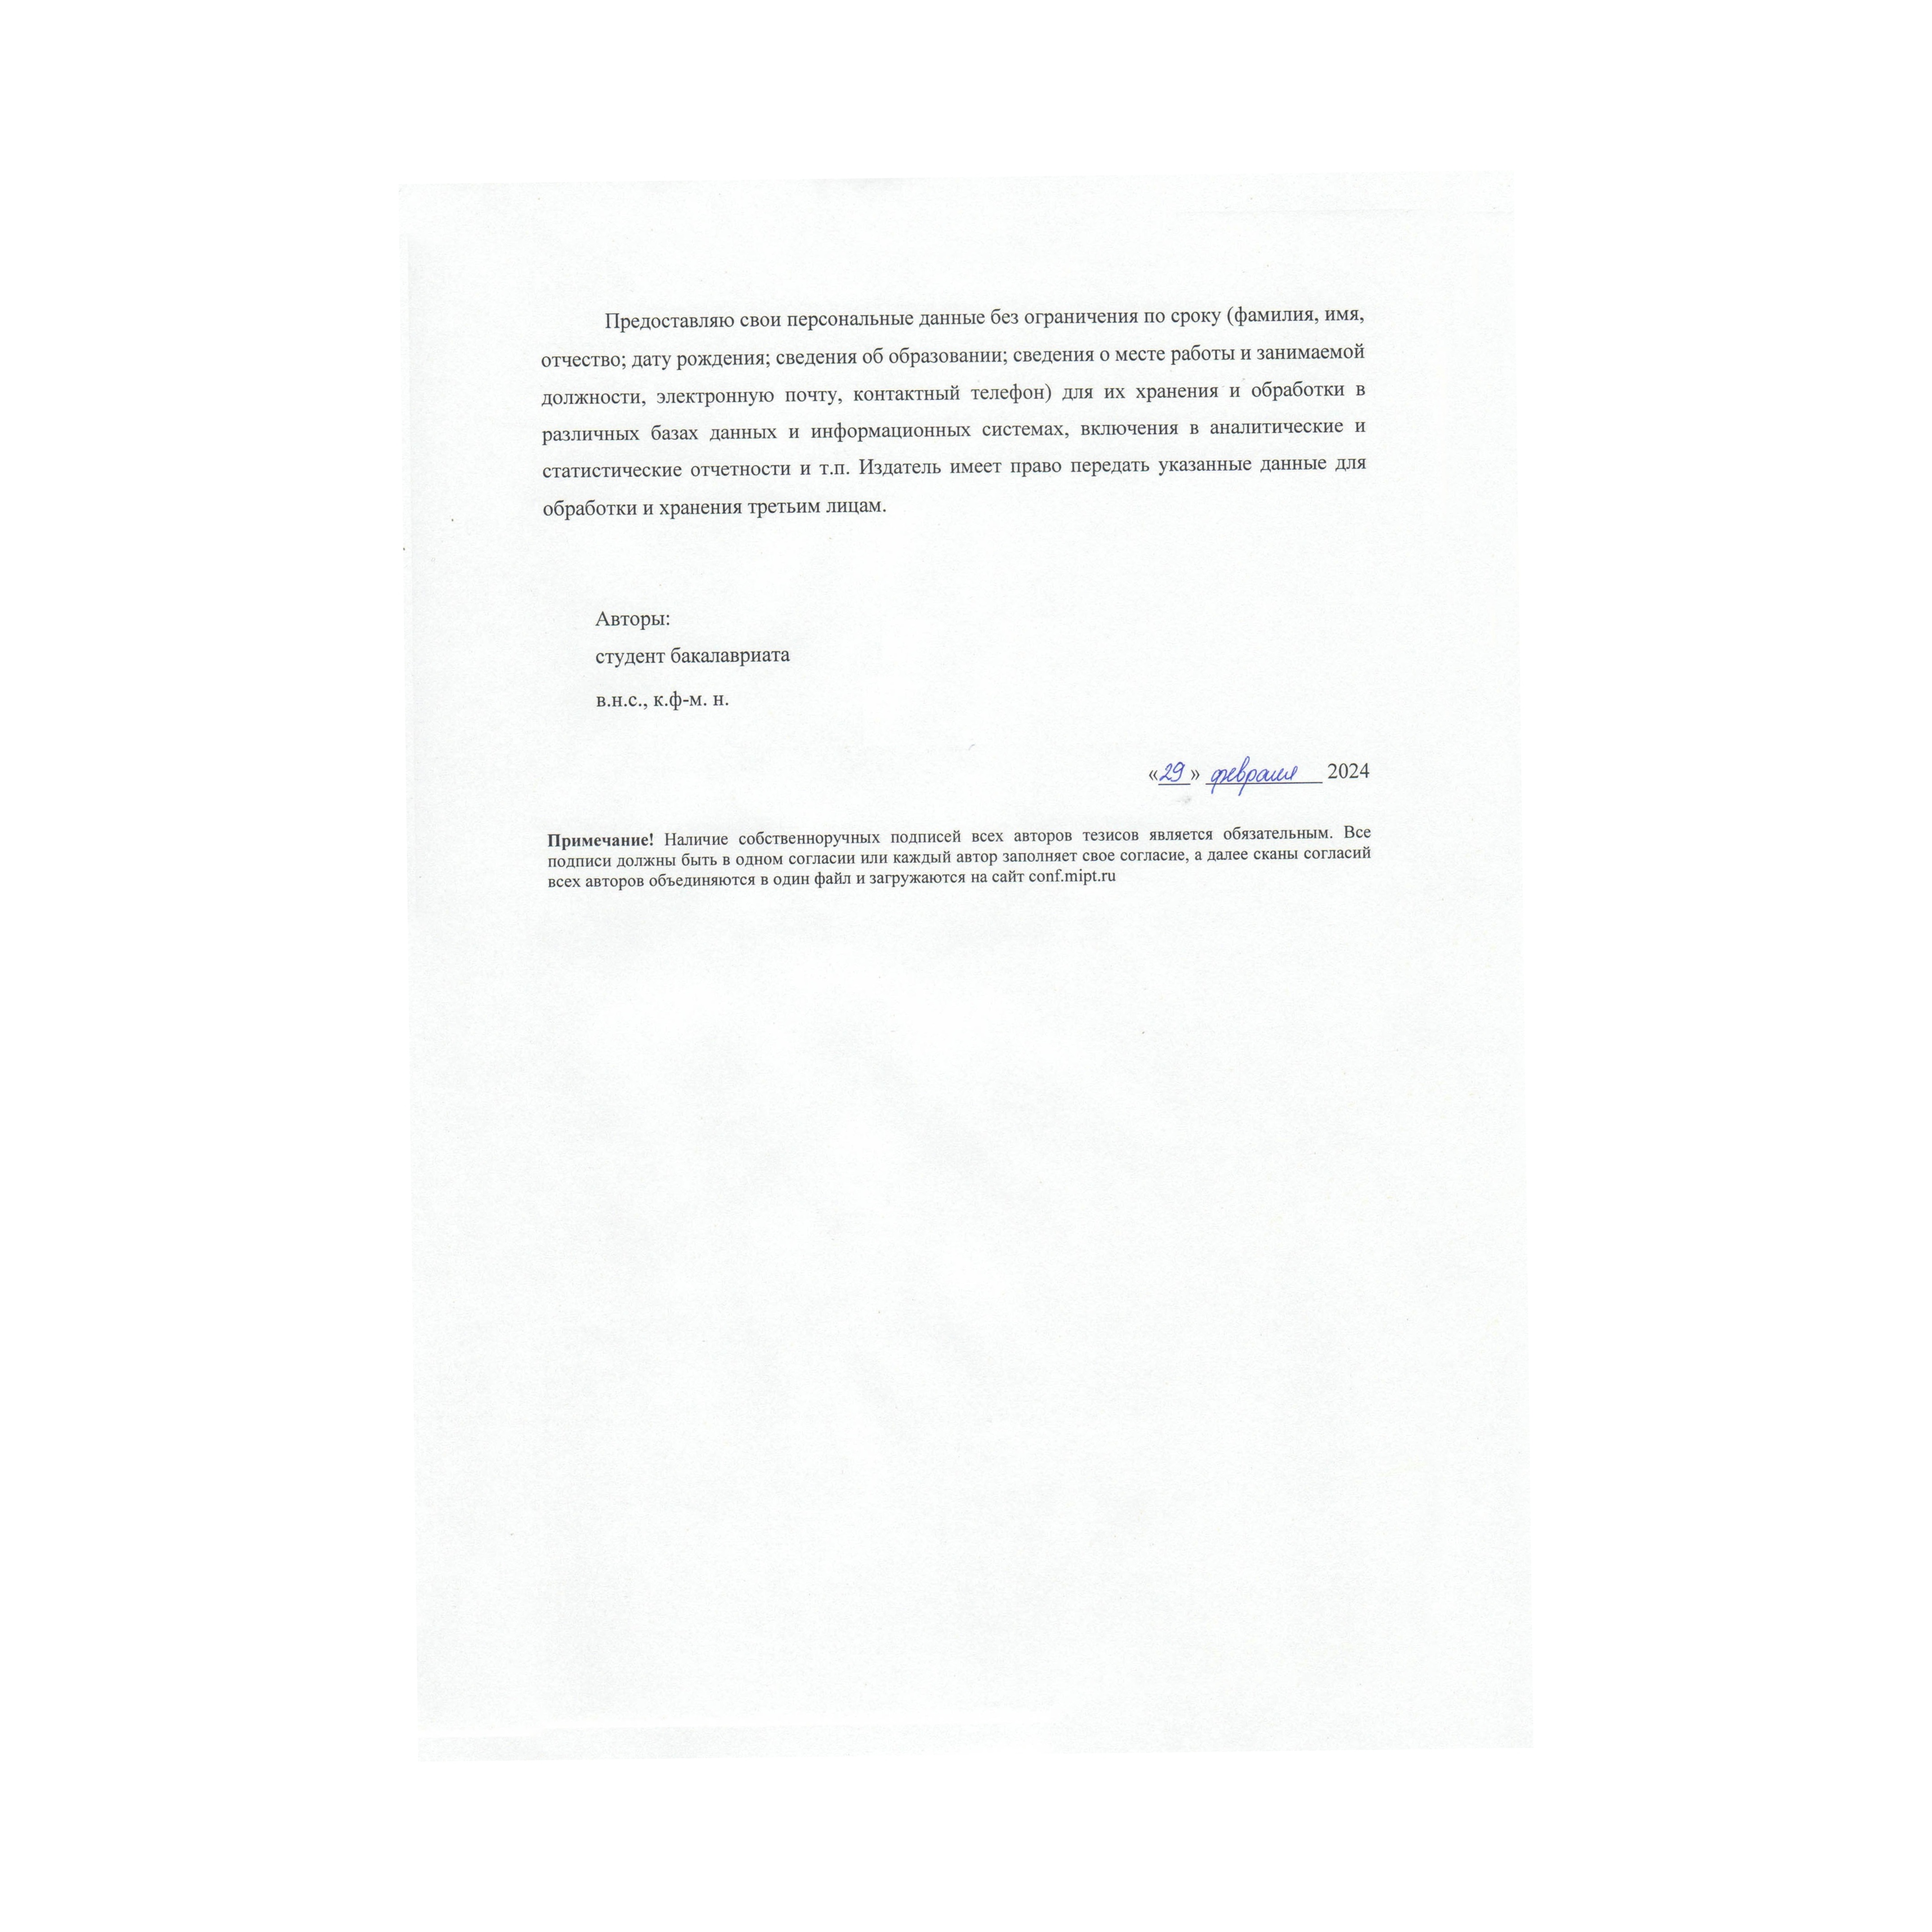 Предоставляю свои персональные данные без ограничения по сроку (фамилия, имя,
отчество; дату рождения; сведения об образовании; сведения о месте работы и занимаемой
должности, электронную почту, контактный телефон) для их хранения и обработки в
различных базах данных и информационных системах, включения в аналитические и
статистические отчетности и т.п. Издатель имеет право передать указанные данные для
обработки и хранения третьим лицам.
Авторы:
студент бакалавриата
в.н.с., к.ф-м. н.
«29» февраля 2024
Примечание! Наличие собственноручных подписей всех авторов тезисов является обязательным. Все
подписи должны быть в одном согласии или каждый автор заполняет свое согласие, а далее сканы согласий
всех авторов объединяются в один файл и загружаются на сайт conf.mipt.ru